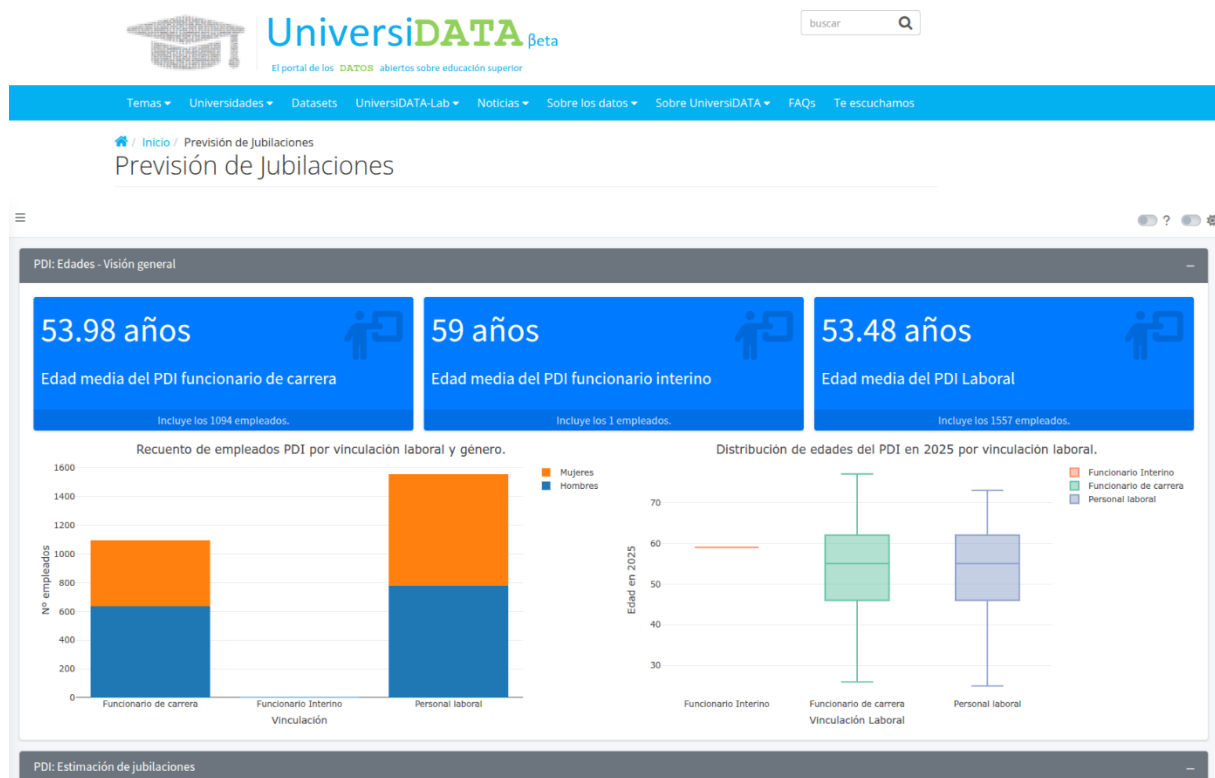 UniversiDATA βeta
El portal de los DATOS abiertos sobre educación superior
buscar
Temas Universidades Datasets UniversiDATA-Lab Noticias Sobre los datos Sobre UniversiDATA FAQs Te escuchamos
/ Inicio / Previsión de Jubilaciones
Previsión de Jubilaciones
?
PDI: Edades - Visión general
53.98 años
Edad media del PDI funcionario de carrera
Incluye los 1094 empleados.
59 años
Edad media del PDI funcionario interino
Incluye los 1 empleados.
53.48 años
Edad media del PDI Laboral
Incluye los 1557 empleados.
Recuento de empleados PDI por vinculación laboral y género.
Mujeres
Hombres
Nº empleados
1600
1400
1200
1000
800
600
400
200
0
Funcionario de carrera
Funcionario Interino
Personal laboral
Vinculación
Distribución de edades del PDI en 2025 por vinculación laboral.
Funcionario Interino
Funcionario de carrera
Personal laboral
Edad en 2025
70
60
50
40
30
Funcionario Interino
Funcionario de carrera
Personal laboral
Vinculación Laboral
PDI: Estimación de jubilaciones